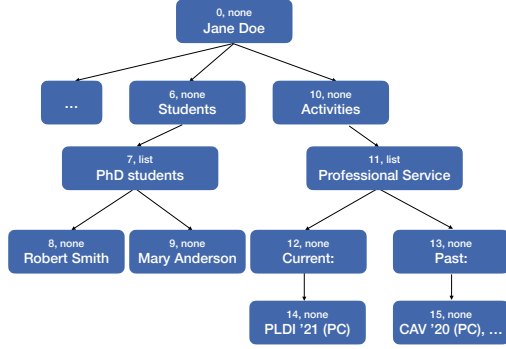 0, none
Jane Doe
...
6, none
Students
10, none
Activities
7, list
PhD students
11, list
Professional Service
8, none
Robert Smith
9, none
Mary Anderson
12, none
Current:
13, none
Past:
14, none
PLDI ’21 (PC)
15, none
CAV ’20 (PC), ...